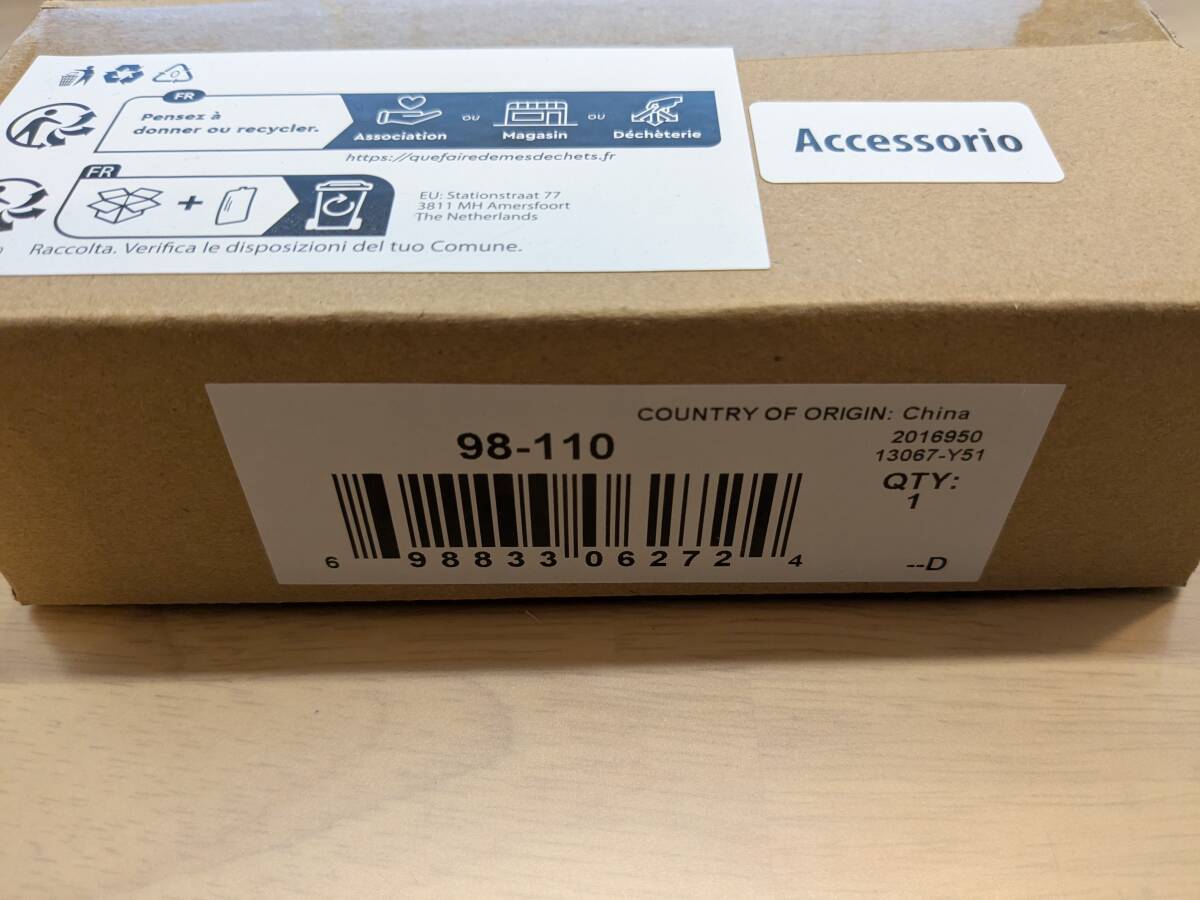 FR
Pensez à
donner ou recycler.
Association ou Magasin ou Déchèterie
https://quefairedemesdechets.fr
FR
+
EU: Stationstraat 77
3811 MH Amersfoort
The Netherlands
Raccolta. Verifica le disposizioni del tuo Comune.
Accessorio
COUNTRY OF ORIGIN: China
98-110
2016950
13067-Y51
QTY:
1
6 98833 06272 4
--D